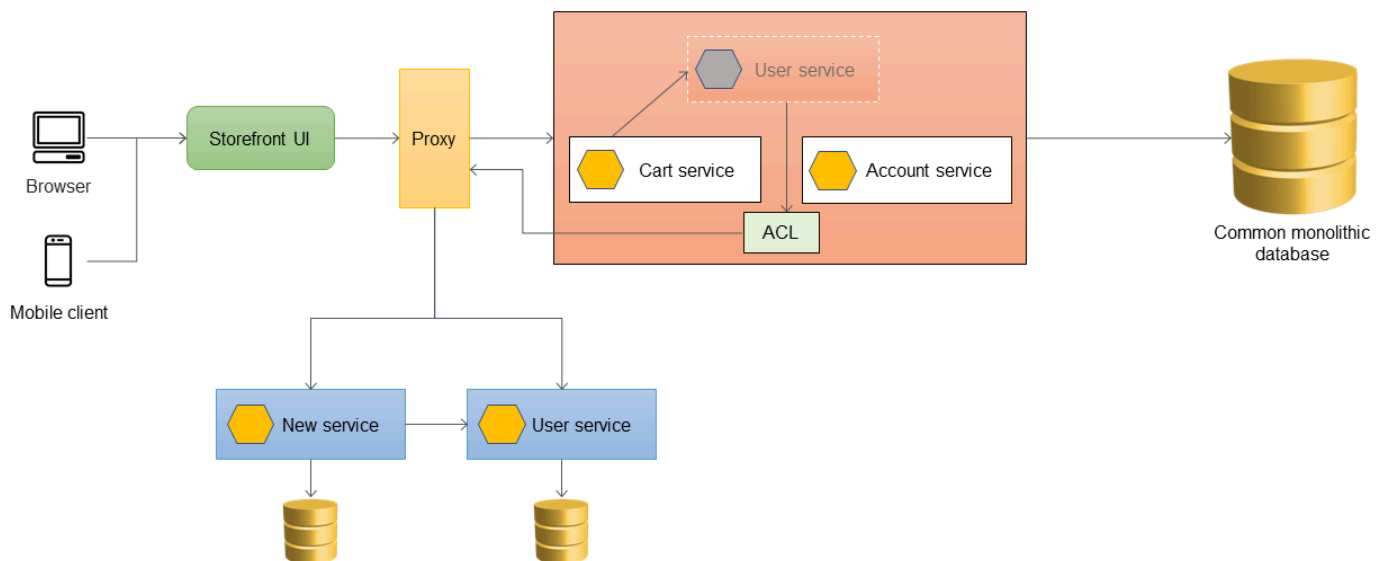 User service
Browser
Storefront UI
Proxy
Cart service
Account service
ACL
Common monolithic
database
Mobile client
New service
User service